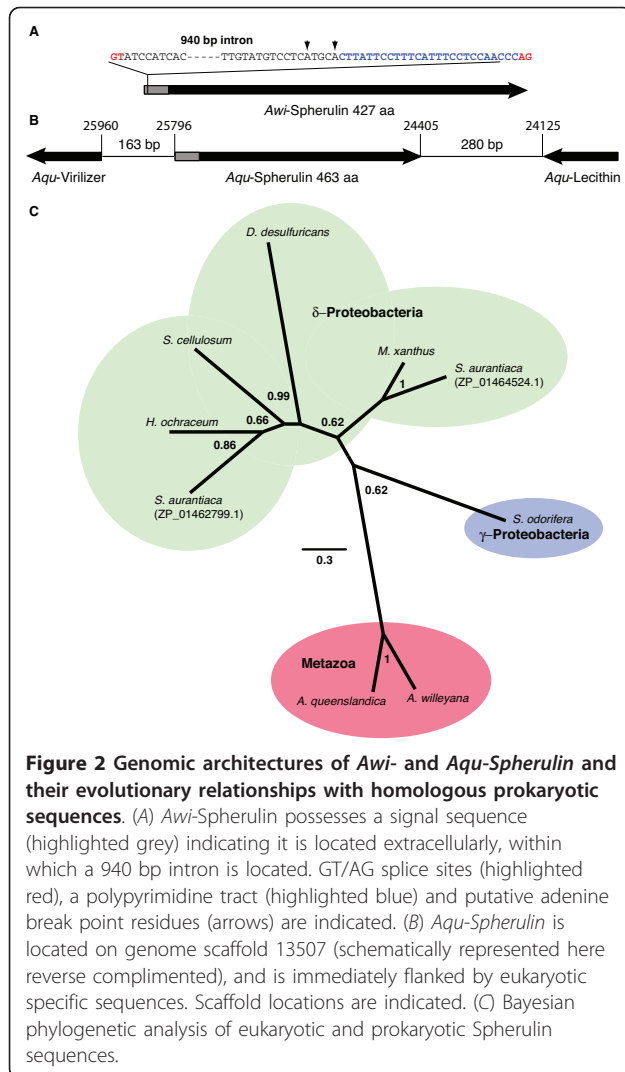 A
940 bp intron
GTATCCATCAC-----TTGTATGTCCTCATGCACTTATTCCTTTCATTTCCTCCAACCCAG
Awi-Spherulin 427 aa
B
25960 25796 24405 24125
163 bp 280 bp
Aqu-Virilizer Aqu-Spherulin 463 aa Aqu-Lecithin
C
D. desulfuricans
δ–Proteobacteria
S. cellulosum
M. xanthus
S. aurantiaca
(ZP_01464524.1)
1
0.99
0.66
0.62
H. ochraceum
0.86
S. aurantiaca
(ZP_01462799.1)
0.62
S. odorifera
γ–Proteobacteria
0.3
Metazoa
1
A. queenslandica
A. willeyana
Figure 2 Genomic architectures of Awi- and Aqu-Spherulin and
their evolutionary relationships with homologous prokaryotic
sequences. (A) Awi-Spherulin possesses a signal sequence
(highlighted grey) indicating it is located extracellularly, within
which a 940 bp intron is located. GT/AG splice sites (highlighted
red), a polypyrimidine tract (highlighted blue) and putative adenine
break point residues (arrows) are indicated. (B) Aqu-Spherulin is
located on genome scaffold 13507 (schematically represented here
reverse complimented), and is immediately flanked by eukaryotic
specific sequences. Scaffold locations are indicated. (C) Bayesian
phylogenetic analysis of eukaryotic and prokaryotic Spherulin
sequences.